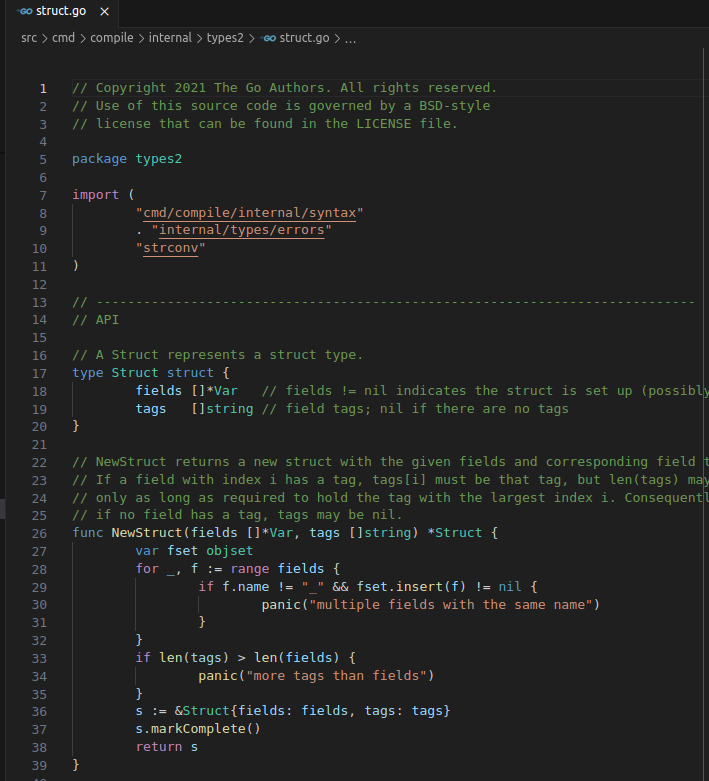 GO struct.go ×
src > cmd > compile > internal > types2 > GO struct.go > ...
1 // Copyright 2021 The Go Authors. All rights reserved.
2 // Use of this source code is governed by a BSD-style
3 // license that can be found in the LICENSE file.
4
5 package types2
6
7 import (
8         "cmd/compile/internal/syntax"
9         . "internal/types/errors"
10         "strconv"
11 )
12
13 // ----------------------------------------------------------------------------
14 // API
15
16 // A Struct represents a struct type.
17 type Struct struct {
18         fields []*Var   // fields != nil indicates the struct is set up (possibly
19         tags   []string // field tags; nil if there are no tags
20 }
21
22 // NewStruct returns a new struct with the given fields and corresponding field t
23 // If a field with index i has a tag, tags[i] must be that tag, but len(tags) may
24 // only as long as required to hold the tag with the largest index i. Consequentl
25 // if no field has a tag, tags may be nil.
26 func NewStruct(fields []*Var, tags []string) *Struct {
27         var fset objset
28         for _, f := range fields {
29                 if f.name != "_" && fset.insert(f) != nil {
30                         panic("multiple fields with the same name")
31                 }
32         }
33         if len(tags) > len(fields) {
34                 panic("more tags than fields")
35         }
36         s := &Struct{fields: fields, tags: tags}
37         s.markComplete()
38         return s
39 }